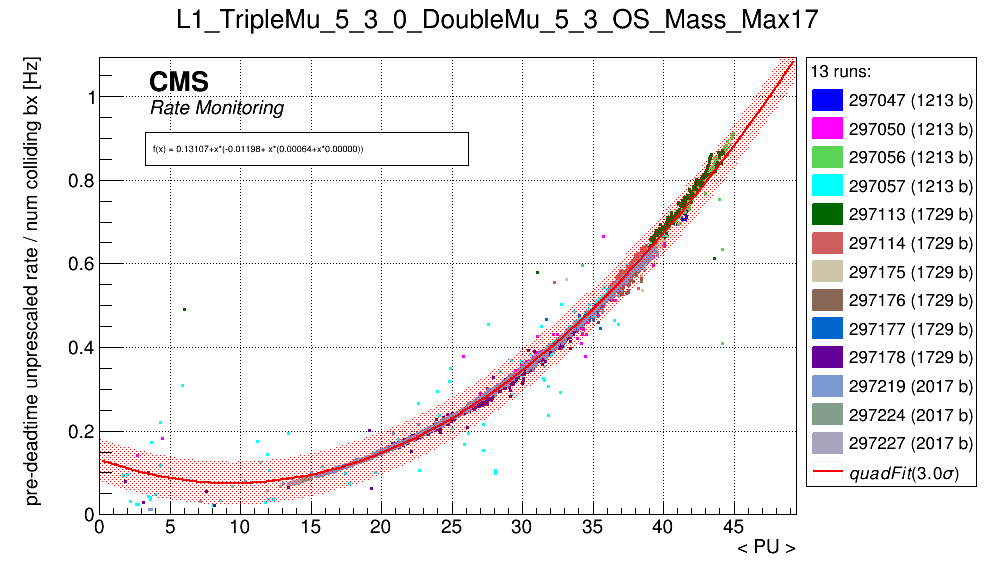 L1_TripleMu_5_3_0_DoubleMu_5_3_OS_Mass_Max17
pre-deadtime unprescaled rate / num colliding bx [Hz]
CMS
Rate Monitoring
f(x) = 0.13107+x*(-0.01198+ x*(0.00064+x*0.00000))
1
0.8
0.6
0.4
0.2
0
0 5 10 15 20 25 30 35 40 45
< PU >
13 runs:
297047 (1213 b)
297050 (1213 b)
297056 (1213 b)
297057 (1213 b)
297113 (1729 b)
297114 (1729 b)
297175 (1729 b)
297176 (1729 b)
297177 (1729 b)
297178 (1729 b)
297219 (2017 b)
297224 (2017 b)
297227 (2017 b)
quadFit(3.0σ)